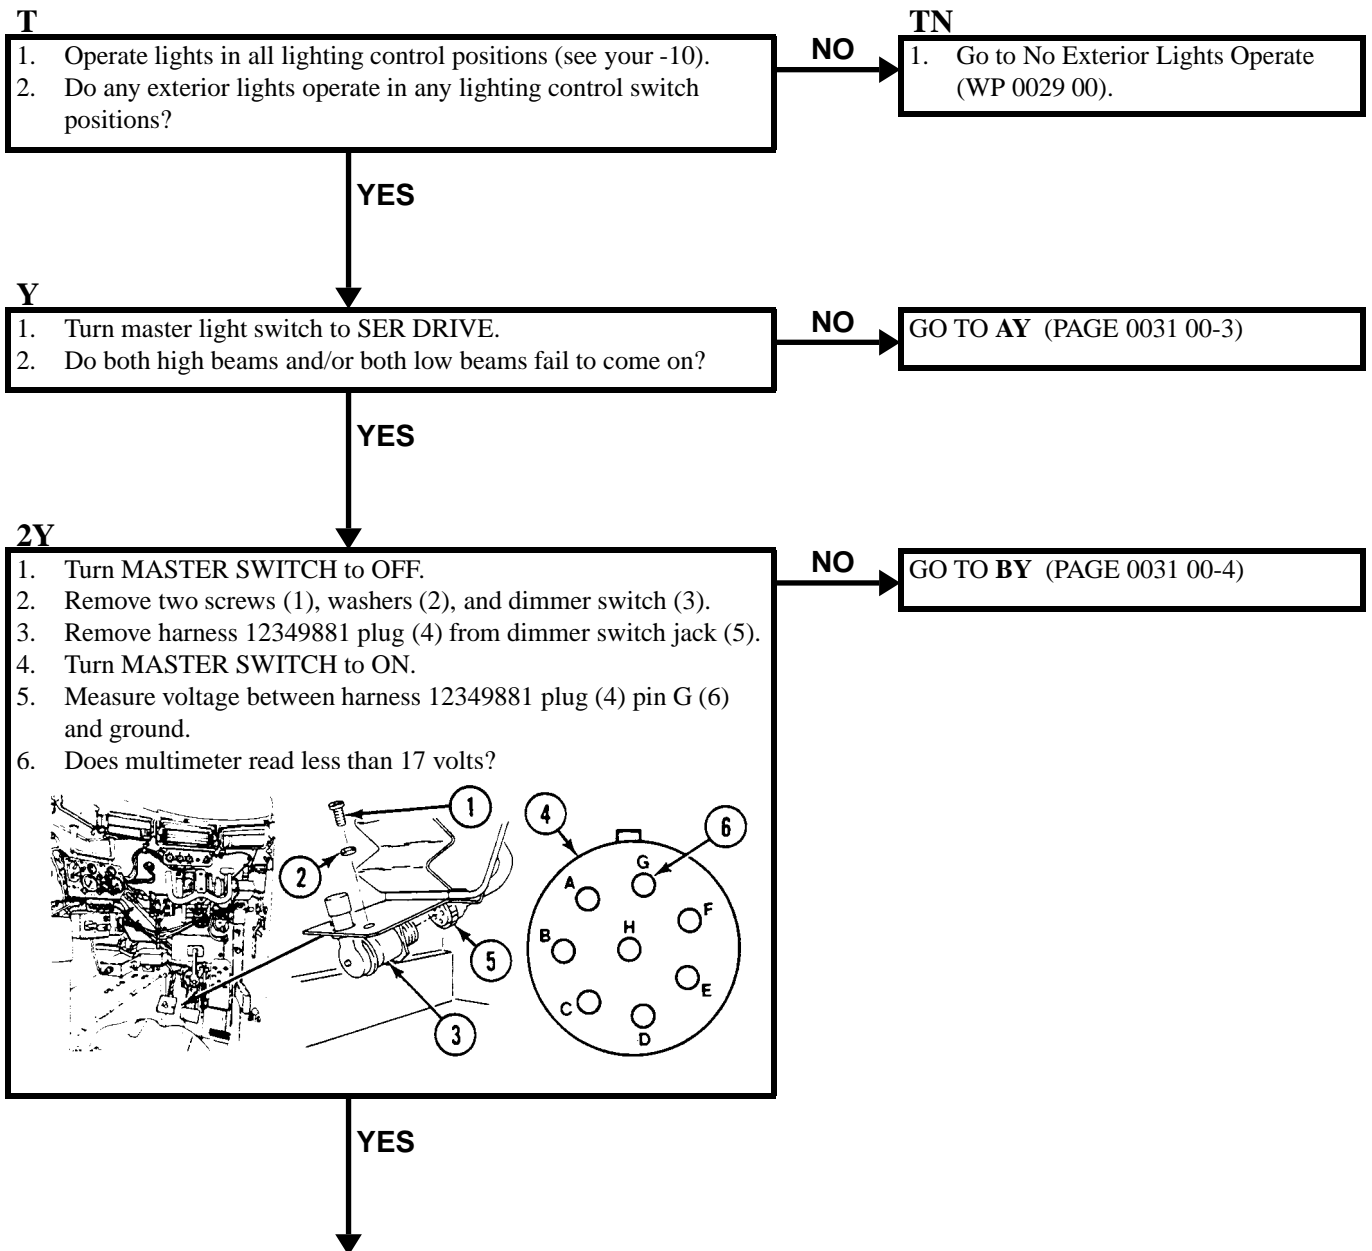 T
1. Operate lights in all lighting control positions (see your -10).
2. Do any exterior lights operate in any lighting control switch
positions?
NO
TN
1. Go to No Exterior Lights Operate
(WP 0029 00).
YES
Y
1. Turn master light switch to SER DRIVE.
2. Do both high beams and/or both low beams fail to come on?
NO
GO TO AY (PAGE 0031 00-3)
YES
2Y
1. Turn MASTER SWITCH to OFF.
2. Remove two screws (1), washers (2), and dimmer switch (3).
3. Remove harness 12349881 plug (4) from dimmer switch jack (5).
4. Turn MASTER SWITCH to ON.
5. Measure voltage between harness 12349881 plug (4) pin G (6)
and ground.
6. Does multimeter read less than 17 volts?
NO
GO TO BY (PAGE 0031 00-4)
1
2
3
5
4
6
G
A
F
B
H
E
C
D
YES